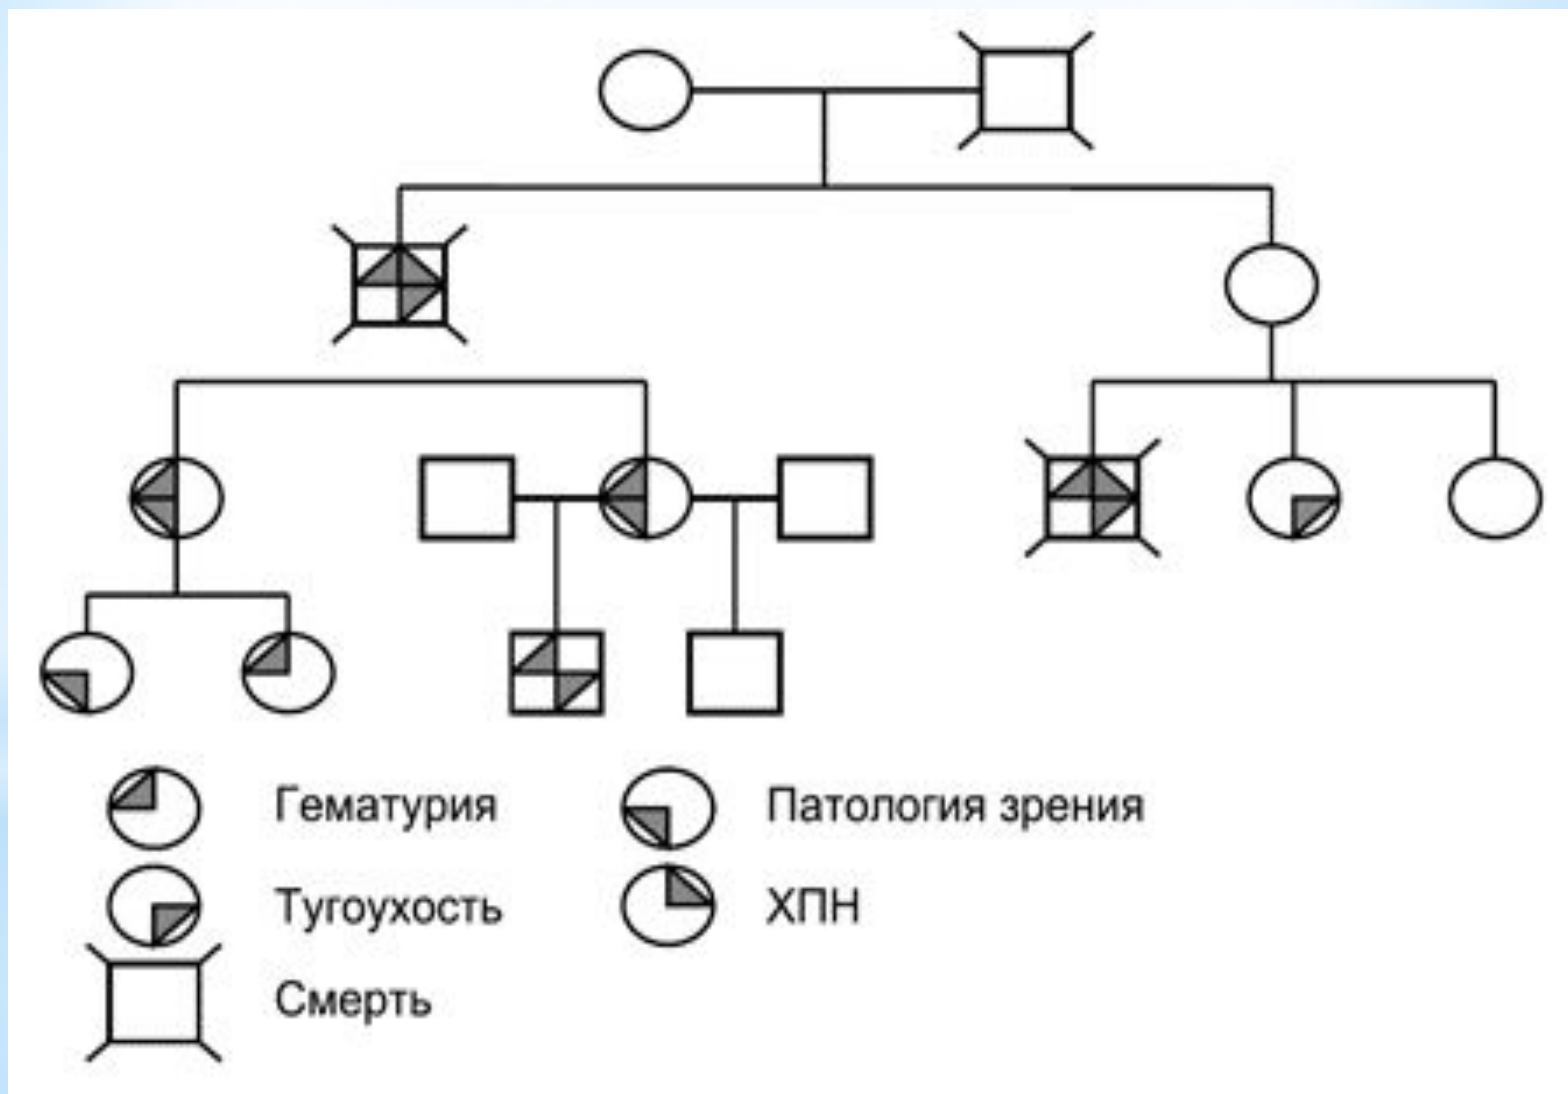 Гематурия
Патология зрения
Тугоухость
ХПН
Смерть